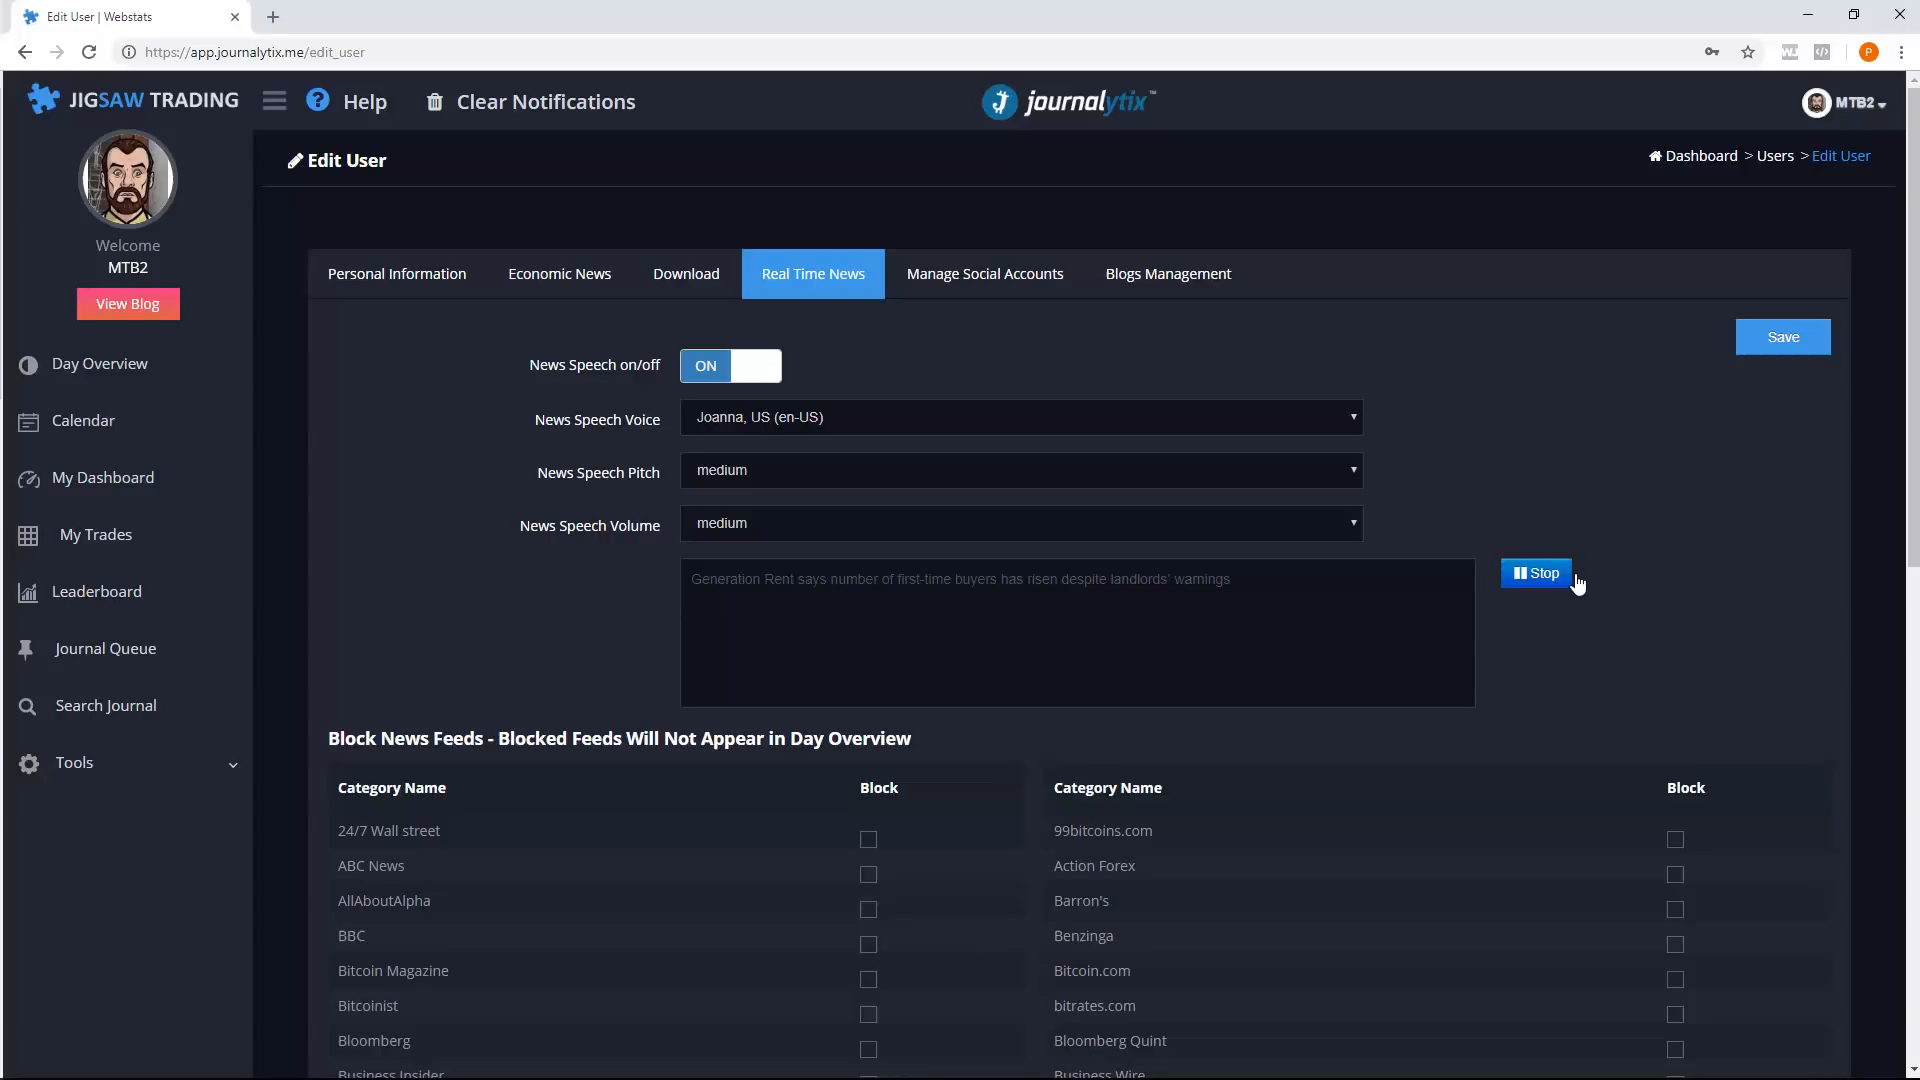 Edit User | Webstats
https://app.journalytix.me/edit_user
P
JIGSAW TRADING
Help
Clear Notifications
journalytix™
MTB2
Edit User
Dashboard > Users > Edit User
Welcome
MTB2
View Blog
Day Overview
Calendar
My Dashboard
My Trades
Leaderboard
Journal Queue
Search Journal
Tools
Personal Information
Economic News
Download
Real Time News
Manage Social Accounts
Blogs Management
Save
News Speech on/off
ON
News Speech Voice
Joanna, US (en-US)
News Speech Pitch
medium
News Speech Volume
medium
Generation Rent says number of first-time buyers has risen despite landlords' warnings
Stop
Block News Feeds - Blocked Feeds Will Not Appear in Day Overview
Category Name Block Category Name Block
24/7 Wall street 99bitcoins.com
ABC News Action Forex
AllAboutAlpha Barron's
BBC Benzinga
Bitcoin Magazine Bitcoin.com
Bitcoinist bitrates.com
Bloomberg Bloomberg Quint
Business Insider Business Wire